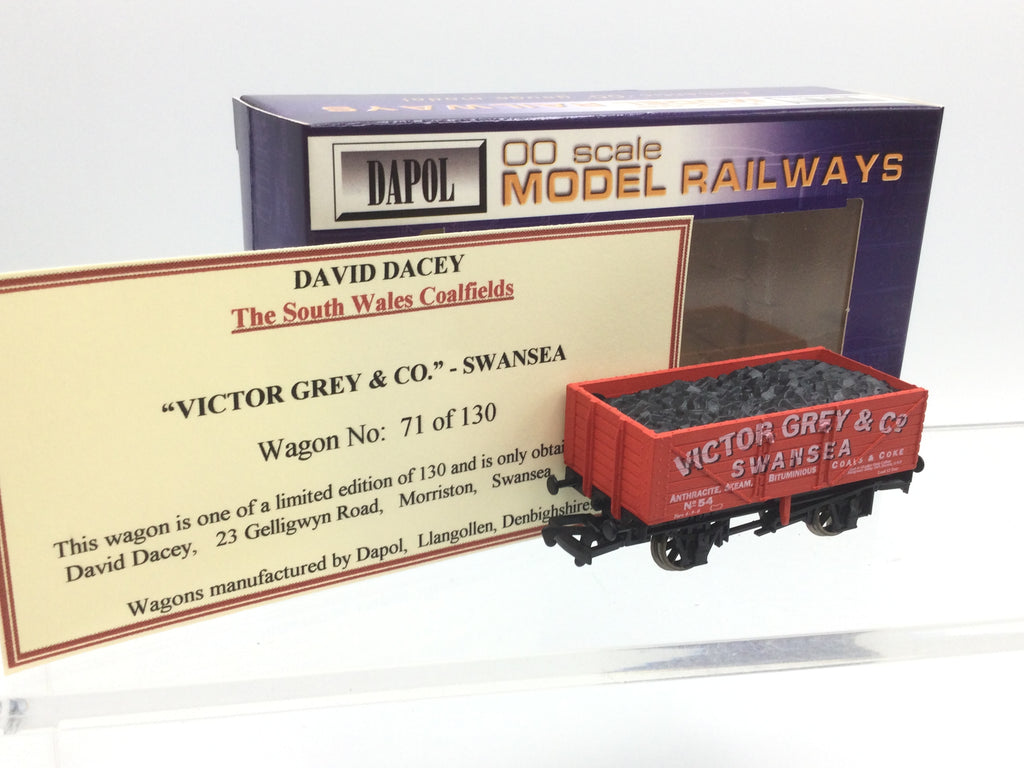 DAPOL
OO scale
MODEL RAILWAYS
DAVID DACEY
The South Wales Coalfields
“VICTOR GREY & CO.” - SWANSEA
Wagon No: 71 of 130
This wagon is one of a limited edition of 130 and is only obtai
David Dacey, 23 Gelligwyn Road, Morriston, Swansea
Wagons manufactured by Dapol, Llangollen, Denbighshire
VICTOR GREY & Co
SWANSEA
ANTHRACITE, STEAM, BITUMINIOUS COALS & COKE
No 54